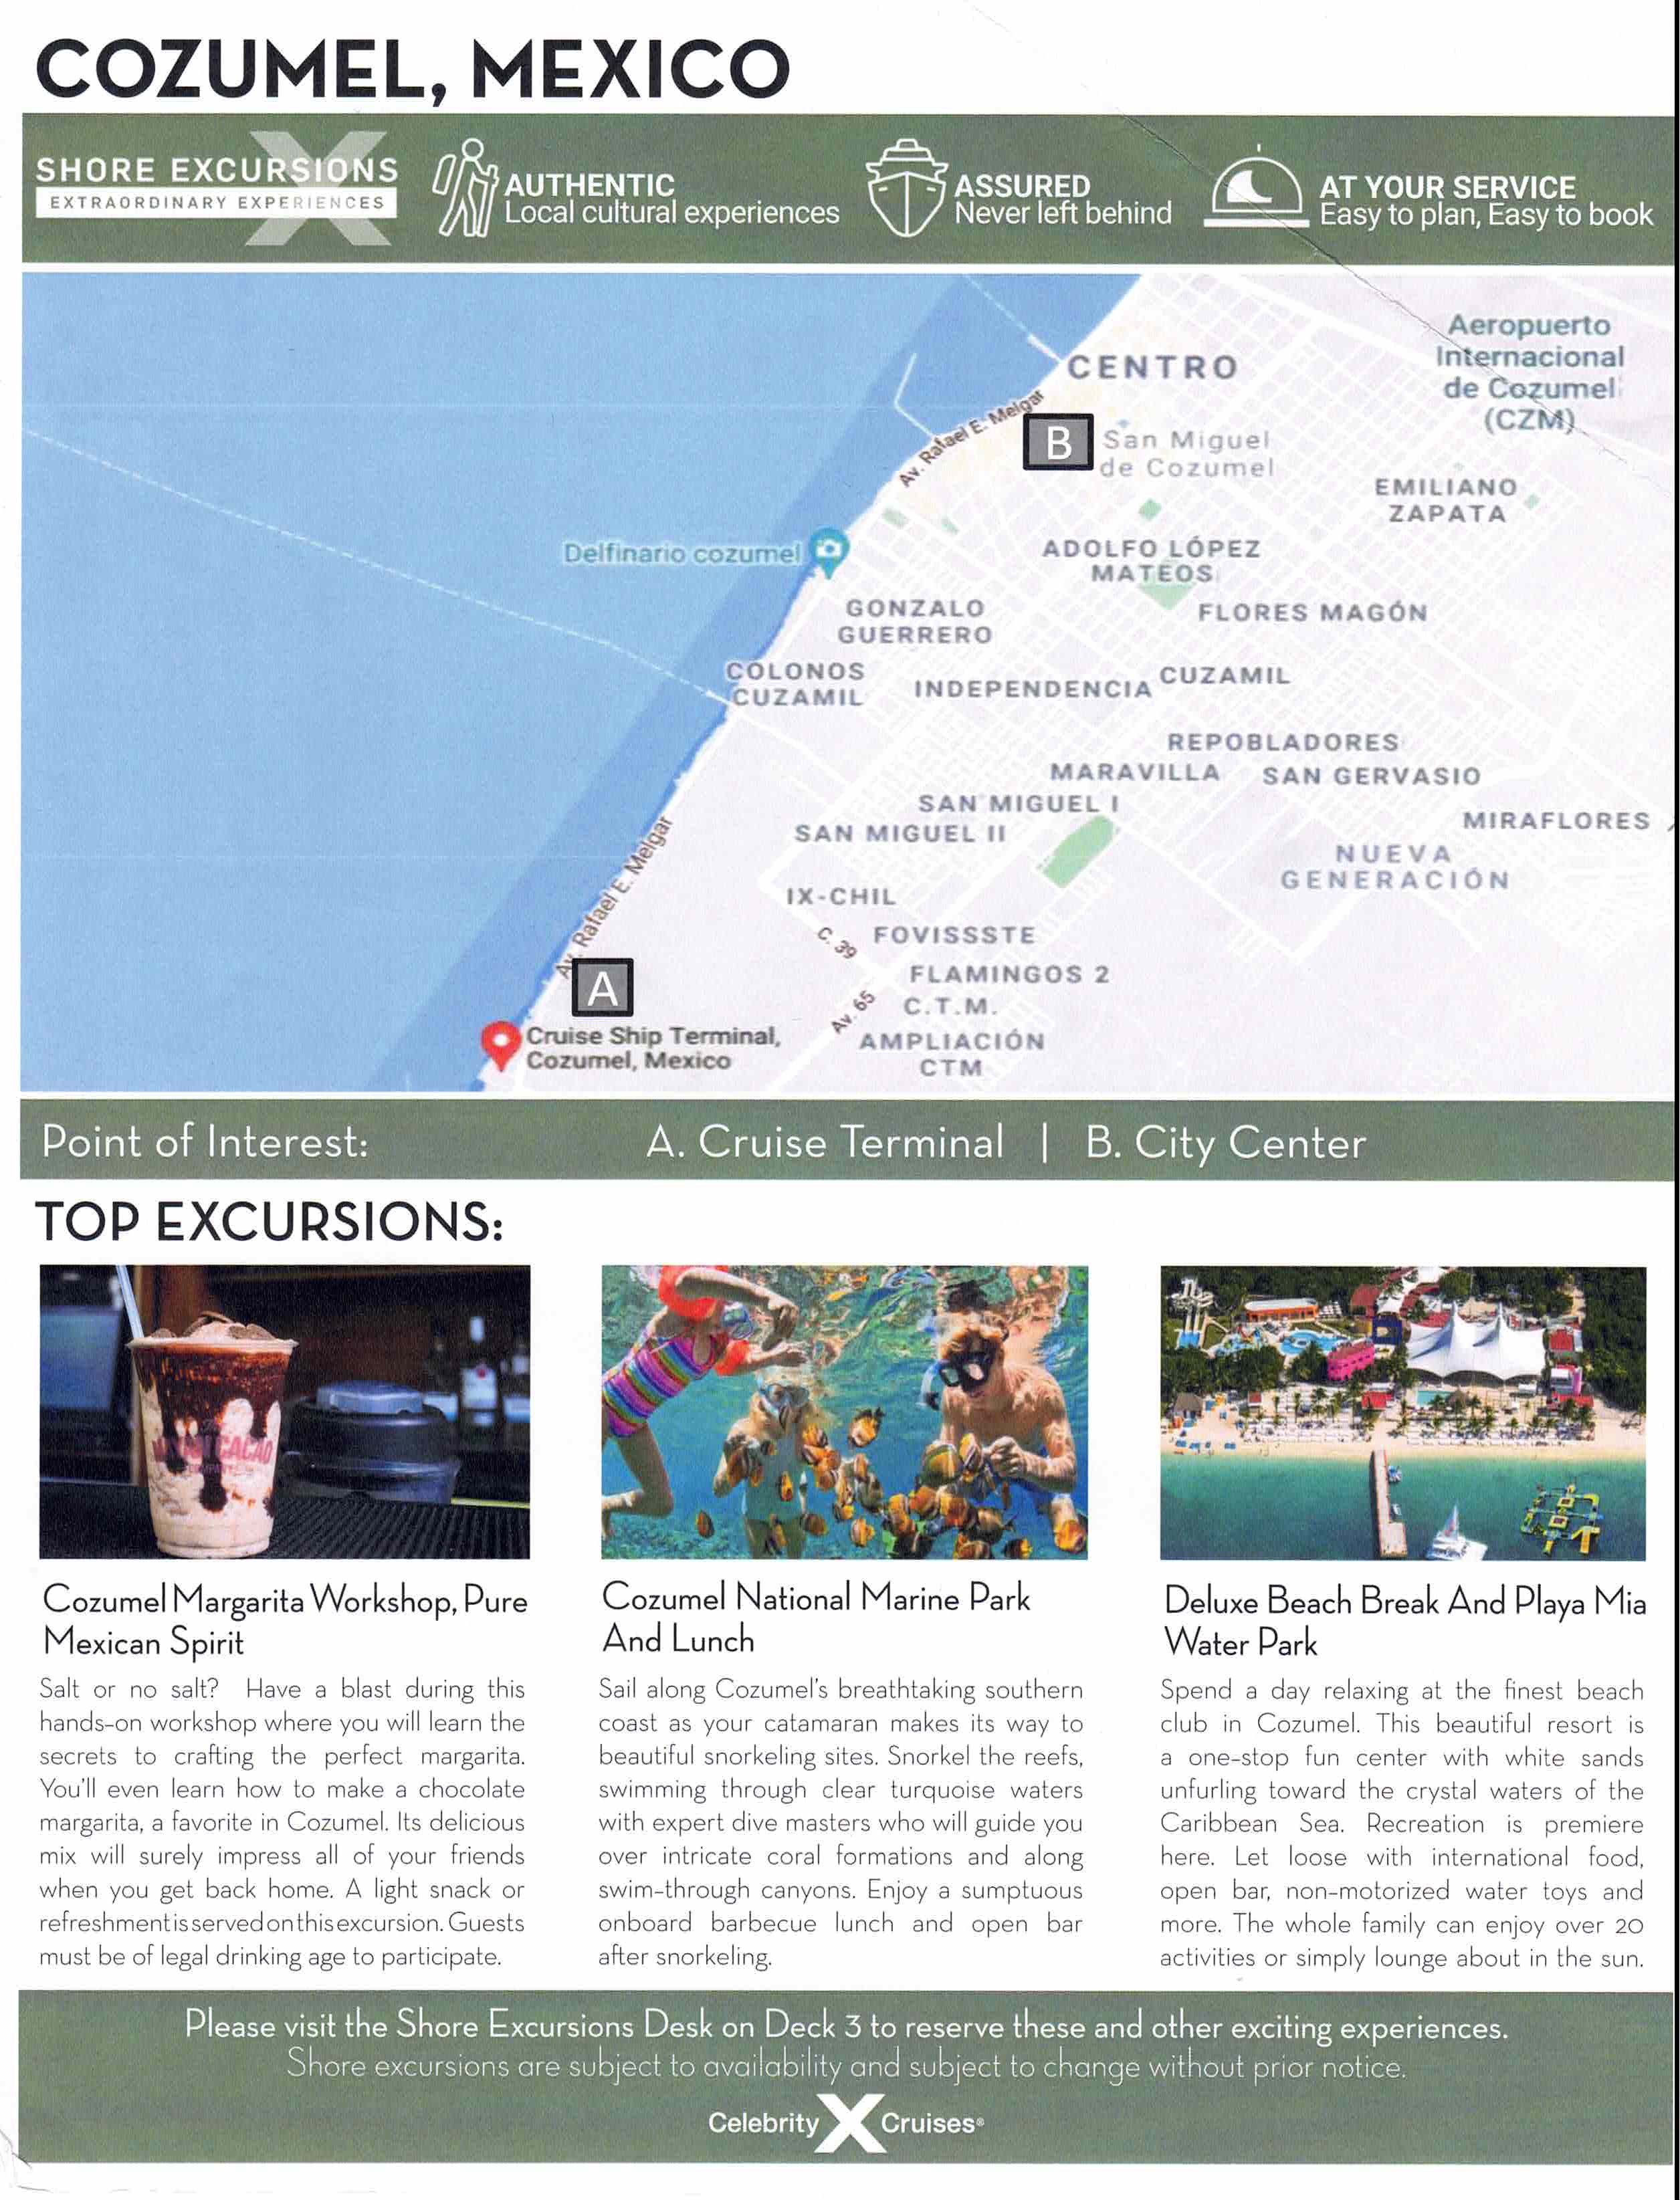 COZUMEL, MEXICO
SHORE EXCURSIONS
EXTRAORDINARY EXPERIENCES
AUTHENTIC
Local cultural experiences
ASSURED
Never left behind
AT YOUR SERVICE
Easy to plan, Easy to book
Aeropuerto
Internacional
de Cozumel
(CZM)
CENTRO
Av. Rafael E. Melgar
B
San Miguel
de Cozumel
EMILIANO
ZAPATA
Delfinario cozumel
ADOLFO LÓPEZ
MATEOS
GONZALO
GUERRERO
FLORES MAGÓN
COLONOS
CUZAMIL
INDEPENDENCIA
CUZAMIL
REPOBLADORES
MARAVILLA
SAN GERVASIO
SAN MIGUEL I
SAN MIGUEL II
MIRAFLORES
NUEVA
GENERACIÓN
Av. Rafael E. Melgar
IX-CHIL
C. 39
FOVISSSTE
FLAMINGOS 2
A
Av. 65
C.T.M.
Cruise Ship Terminal,
Cozumel, Mexico
AMPLIACIÓN
CTM
Point of Interest: A. Cruise Terminal | B. City Center
TOP EXCURSIONS:
Cozumel Margarita Workshop, Pure
Mexican Spirit
Salt or no salt? Have a blast during this
hands-on workshop where you will learn the
secrets to crafting the perfect margarita.
You'll even learn how to make a chocolate
margarita, a favorite in Cozumel. Its delicious
mix will surely impress all of your friends
when you get back home. A light snack or
refreshment is served on this excursion. Guests
must be of legal drinking age to participate.
Cozumel National Marine Park
And Lunch
Sail along Cozumel's breathtaking southern
coast as your catamaran makes its way to
beautiful snorkeling sites. Snorkel the reefs,
swimming through clear turquoise waters
with expert dive masters who will guide you
over intricate coral formations and along
swim-through canyons. Enjoy a sumptuous
onboard barbecue lunch and open bar
after snorkeling.
Deluxe Beach Break And Playa Mia
Water Park
Spend a day relaxing at the finest beach
club in Cozumel. This beautiful resort is
a one-stop fun center with white sands
unfurling toward the crystal waters of the
Caribbean Sea. Recreation is premiere
here. Let loose with international food,
open bar, non-motorized water toys and
more. The whole family can enjoy over 20
activities or simply lounge about in the sun.
Please visit the Shore Excursions Desk on Deck 3 to reserve these and other exciting experiences.
Shore excursions are subject to availability and subject to change without prior notice.
Celebrity X Cruises®